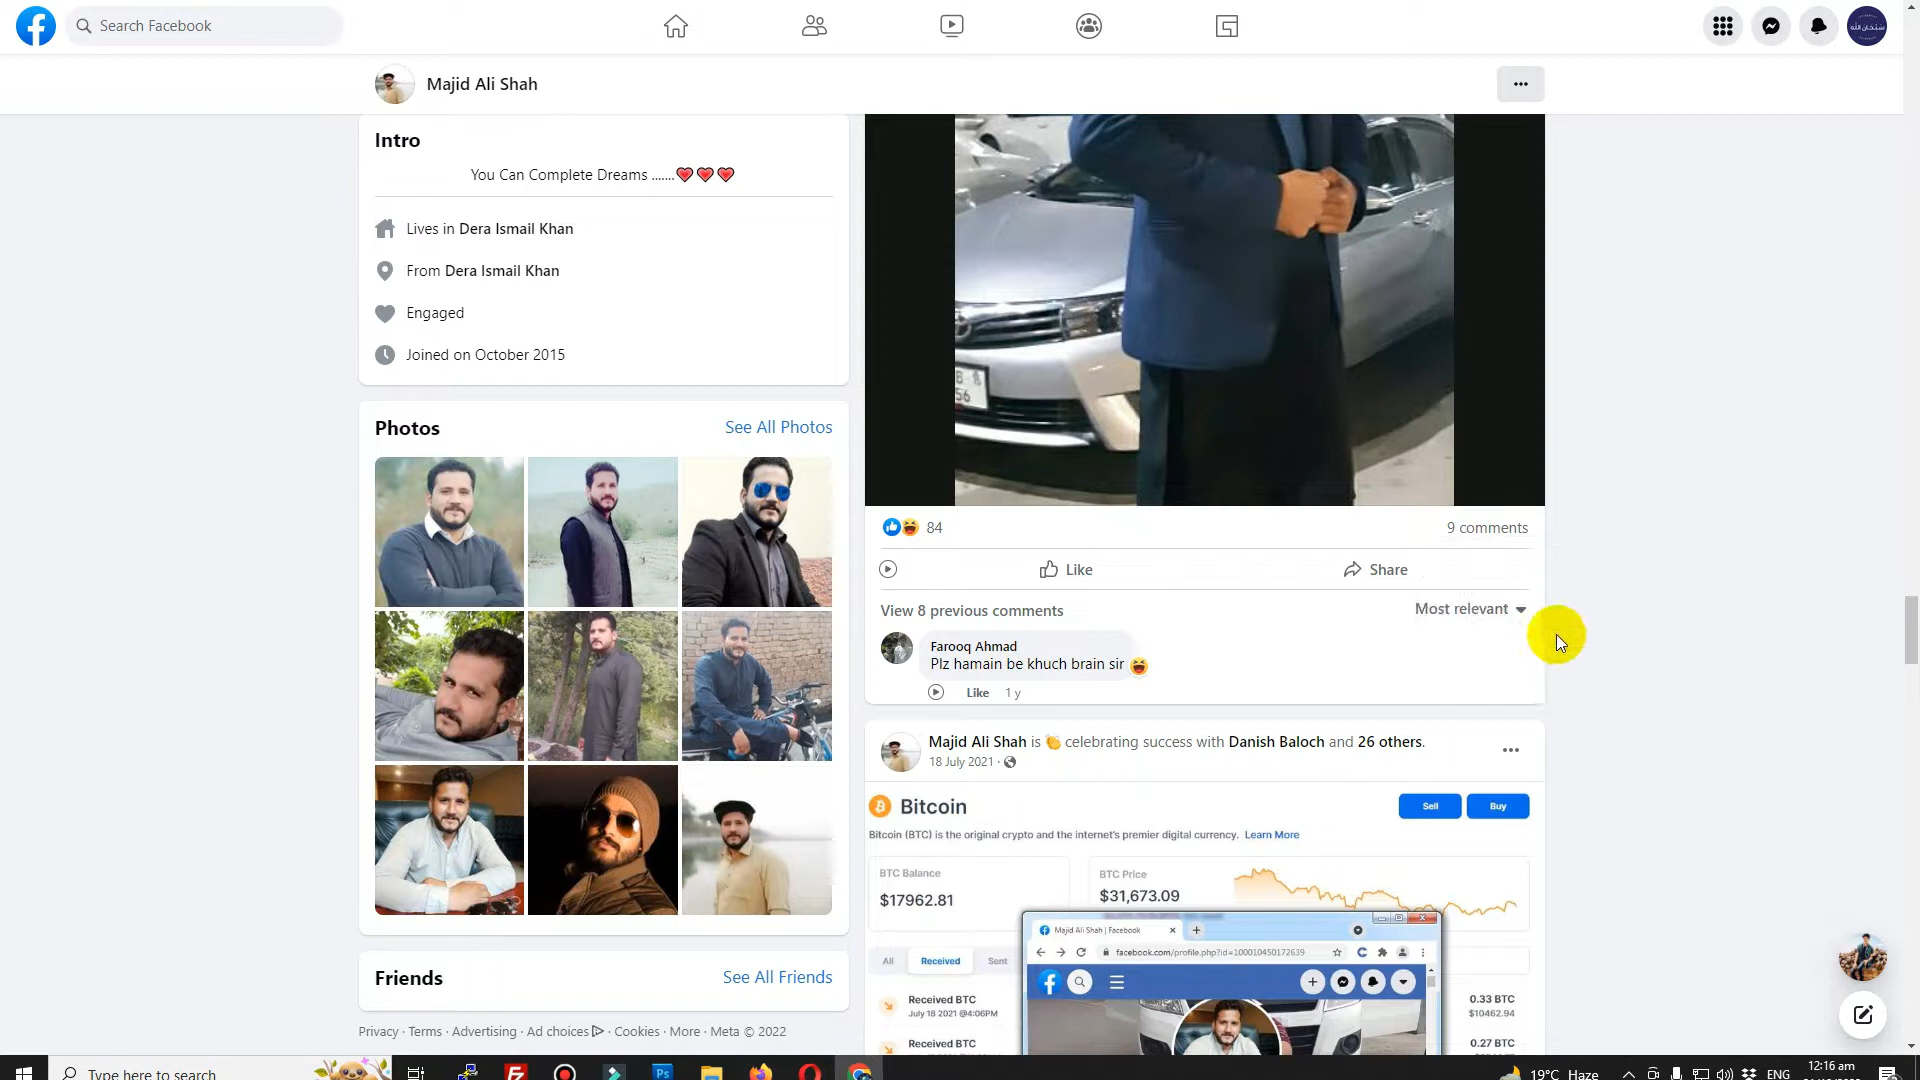 Search Facebook
Majid Ali Shah
...
Intro
You Can Complete Dreams .......❤❤❤
Lives in Dera Ismail Khan
From Dera Ismail Khan
Engaged
Joined on October 2015
Photos
See All Photos
Friends
See All Friends
Privacy · Terms · Advertising · Ad choices · Cookies · More · Meta © 2022
84
9 comments
Like
Share
View 8 previous comments
Most relevant
Farooq Ahmad
Plz hamain be khuch brain sir 😆
Like 1 y
Majid Ali Shah is 👏 celebrating success with Danish Baloch and 26 others.
18 July 2021 ·
Bitcoin
Sell
Buy
Bitcoin (BTC) is the original crypto and the internet's premier digital currency. Learn More
BTC Balance
$17962.81
BTC Price
$31,673.09
All
Received
Sent
Received BTC
July 18 2021 @4:06PM
0.33 BTC
$10462.94
Received BTC
0.27 BTC
Majid Ali Shah | Facebook
facebook.com/profile.php?id=100010450172639
Type here to search
19°C Haze
ENG
12:16 am